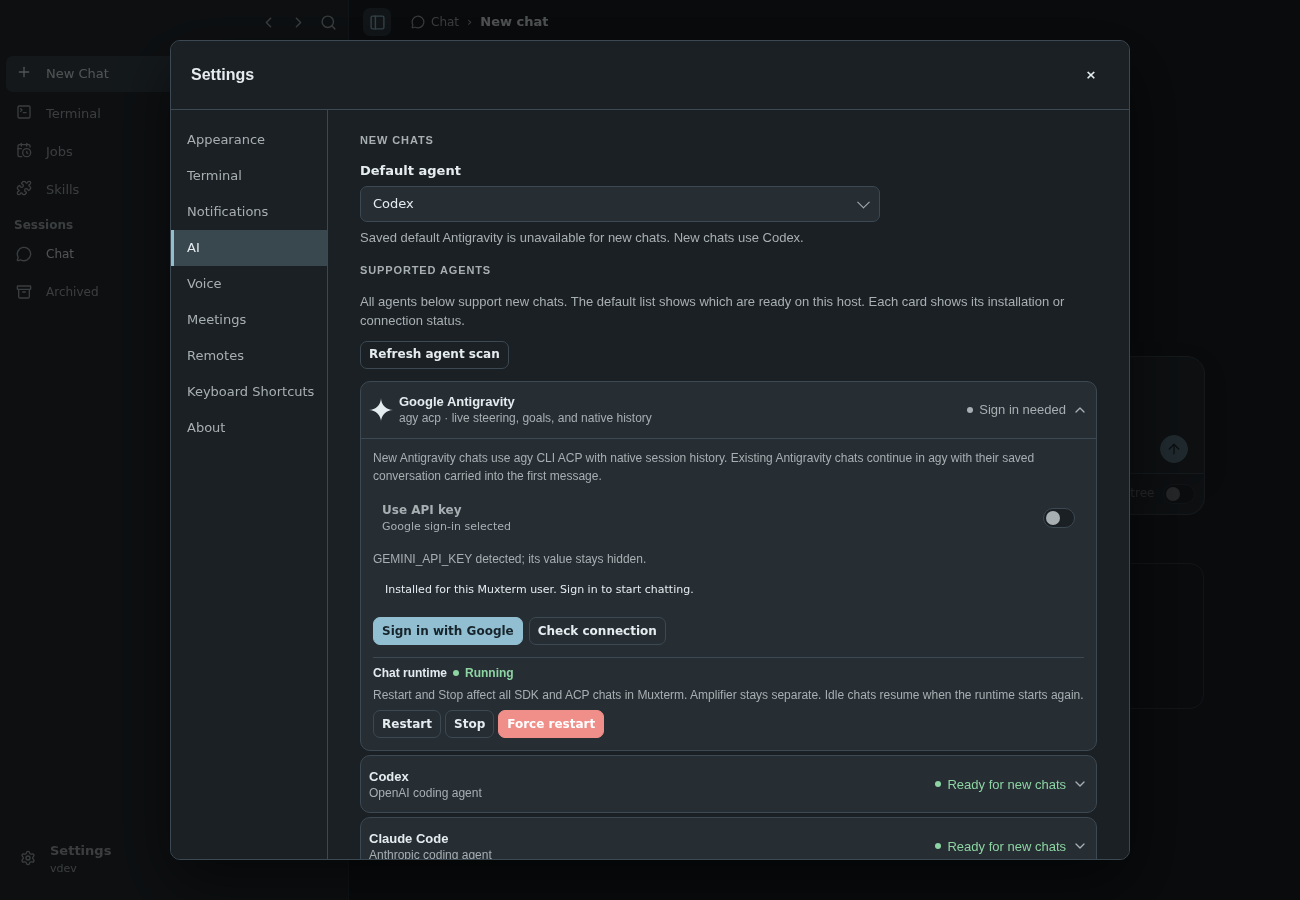 Chat › New chat
Settings
×
New Chat
Terminal
Jobs
Skills
Sessions
Chat
Archived
Settings
vdev
Appearance
Terminal
Notifications
AI
Voice
Meetings
Remotes
Keyboard Shortcuts
About
NEW CHATS
Default agent
Codex
Saved default Antigravity is unavailable for new chats. New chats use Codex.
SUPPORTED AGENTS
All agents below support new chats. The default list shows which are ready on this host. Each card shows its installation or
connection status.
Refresh agent scan
Google Antigravity
agy acp · live steering, goals, and native history
Sign in needed
New Antigravity chats use agy CLI ACP with native session history. Existing Antigravity chats continue in agy with their saved
conversation carried into the first message.
Use API key
Google sign-in selected
GEMINI_API_KEY detected; its value stays hidden.
Installed for this Muxterm user. Sign in to start chatting.
Sign in with Google
Check connection
Chat runtime
Running
Restart and Stop affect all SDK and ACP chats in Muxterm. Amplifier stays separate. Idle chats resume when the runtime starts again.
Restart
Stop
Force restart
Codex
OpenAI coding agent
Ready for new chats
Claude Code
Anthropic coding agent
Ready for new chats
tree